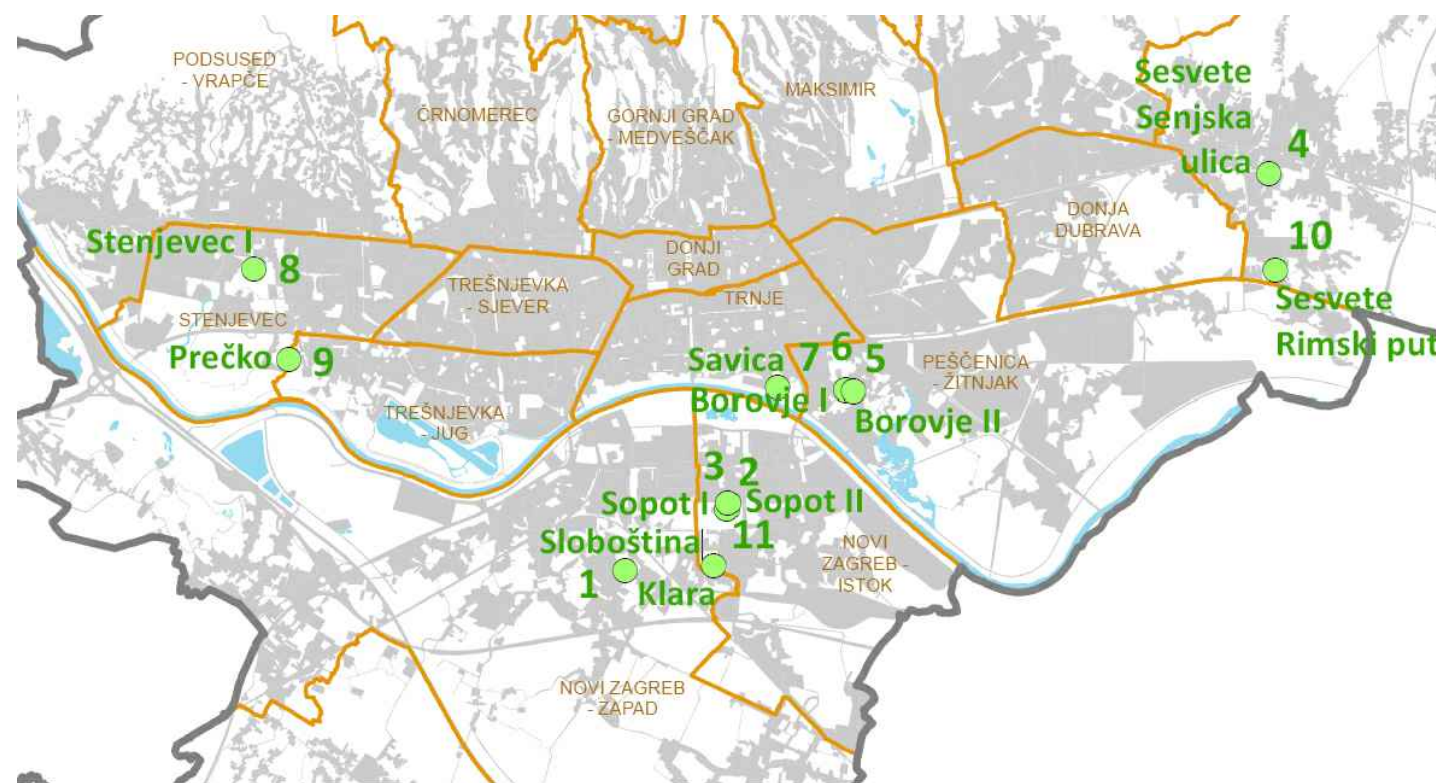 PODSUSED
- VRAPČE
ČRNOMEREC
GORNJI GRAD
- MEDVEŠČAK
MAKSIMIR
Sesvete
Senjska
ulica
4
DONJA
DUBRAVA
10
Sesvete
Rimski put
Stenjevec I
8
STENJEVEC
Prečko
9
TREŠNJEVKA
- SJEVER
DONJI
GRAD
TRNJE
TREŠNJEVKA
- JUG
Savica
7
6
5
Borovje I
Borovje II
PEŠČENICA
- ŽITNJAK
3
2
Sopot I
Sopot II
Sloboština
11
1
Klara
NOVI
ZAGREB -
ISTOK
NOVI ZAGREB
- ZAPAD